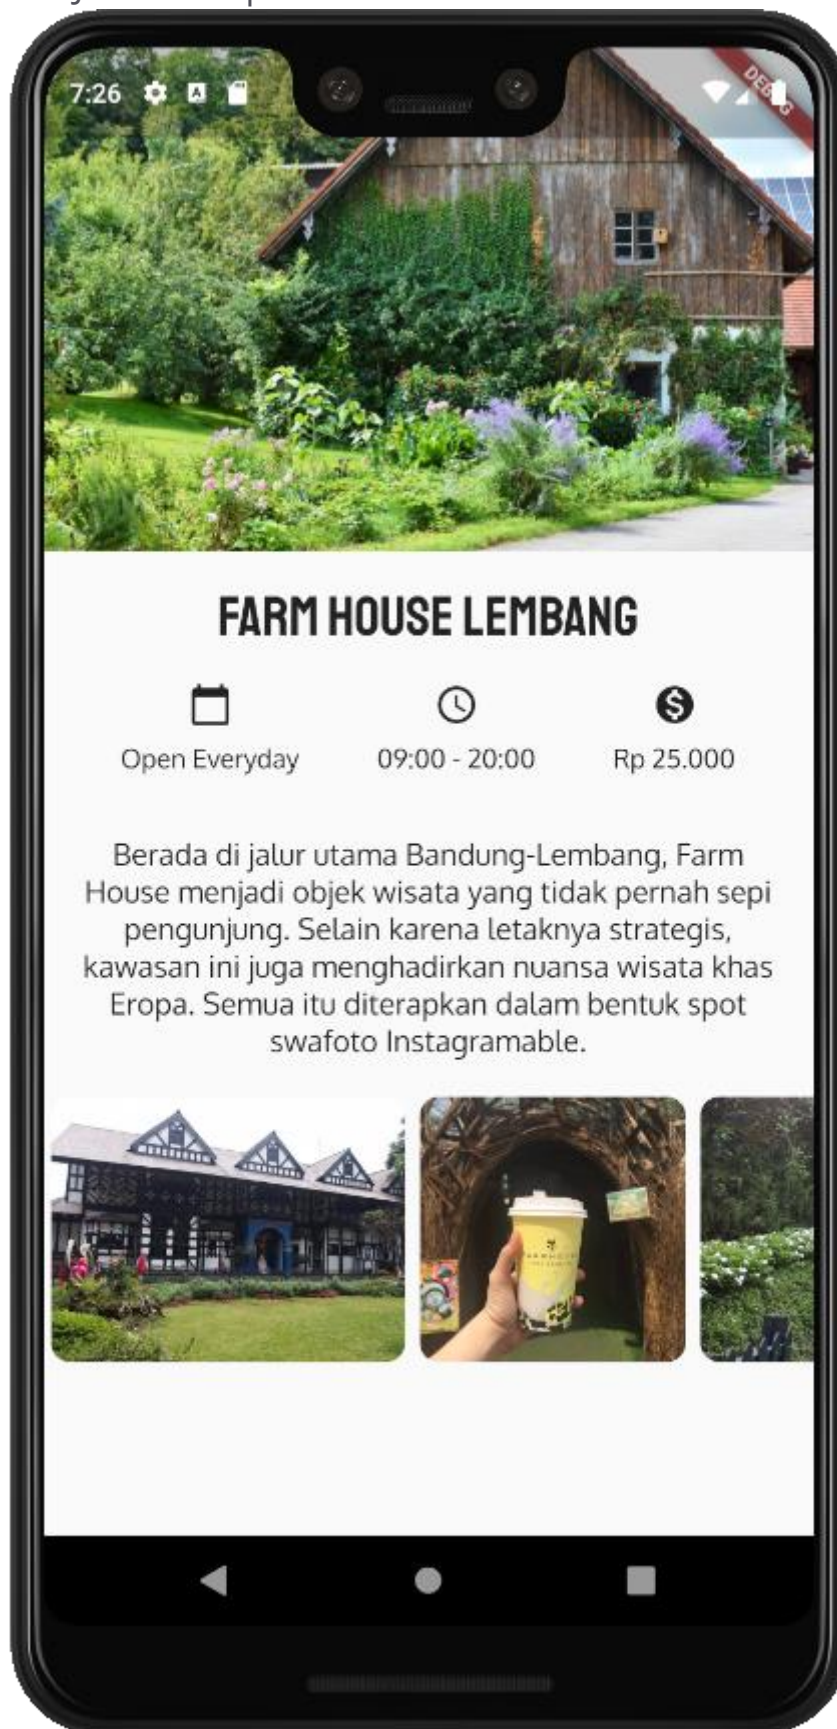 7:26
DEBUG
FARM HOUSE LEMBANG
Open Everyday 09:00 - 20:00 Rp 25.000
Berada di jalur utama Bandung-Lembang, Farm
House menjadi objek wisata yang tidak pernah sepi
pengunjung. Selain karena letaknya strategis,
kawasan ini juga menghadirkan nuansa wisata khas
Eropa. Semua itu diterapkan dalam bentuk spot
swafoto Instagramable.